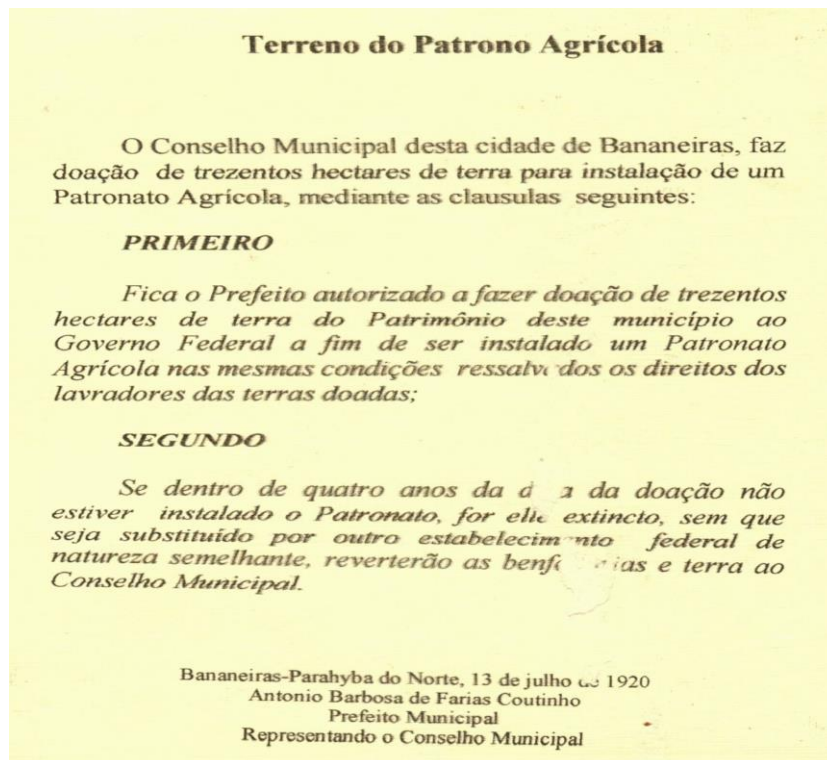 Terreno do Patrono Agrícola
O Conselho Municipal desta cidade de Bananeiras, faz
doação de trezentos hectares de terra para instalação de um
Patronato Agrícola, mediante as clausulas seguintes:
PRIMEIRO
Fica o Prefeito autorizado a fazer doação de trezentos
hectares de terra do Patrimônio deste município ao
Governo Federal a fim de ser instalado um Patronato
Agrícola nas mesmas condições os direitos dos
lavradores das terras doadas;
SEGUNDO
Se dentro de quatro anos da da doação não
estiver instalado o Patronato, for extincto, sem que
seja substituído por outro federal de
natureza semelhante, reverterão as e terra ao
Conselho Municipal.
Bananeiras-Parahyba do Norte, 13 de julho de 1920
Antonio Barbosa de Farias Coutinho
Prefeito Municipal
Representando o Conselho Municipal